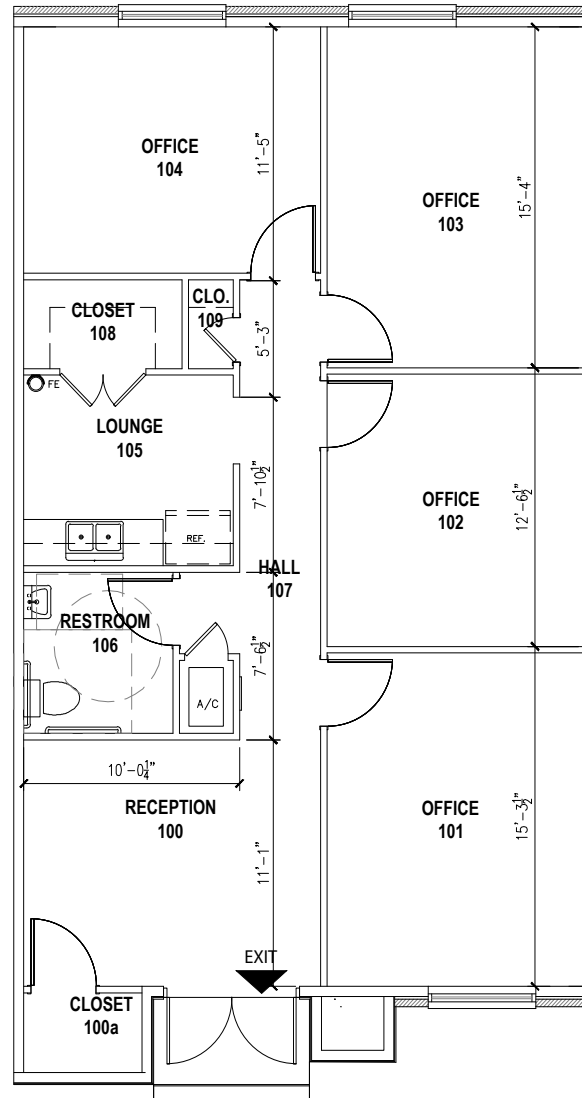 OFFICE
104
11'-5"
OFFICE
103
15'-4"
CLOSET
108
CLO.
109
5'-3"
FE
LOUNGE
105
7'-10½"
OFFICE
102
12'-6½"
REF.
HALL
107
RESTROOM
106
7'-6½"
A/C
10'-0¼"
RECEPTION
100
11'-1"
OFFICE
101
15'-3½"
EXIT
CLOSET
100a